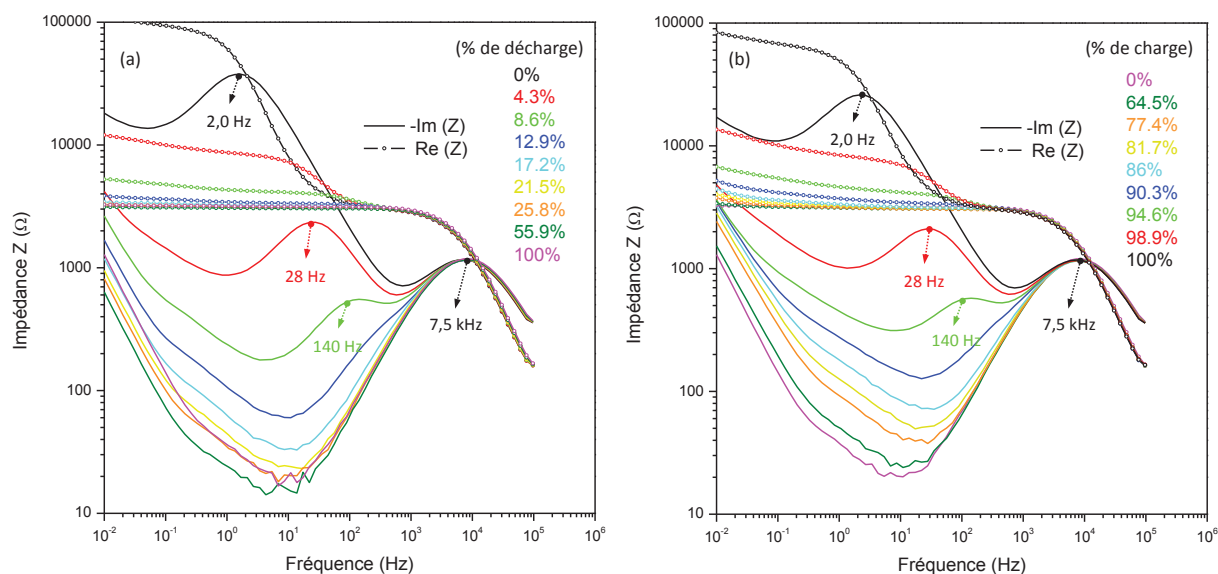 (a)
(% de décharge)
0%
4.3%
8.6%
12.9%
17.2%
21.5%
25.8%
55.9%
100%
-Im (Z)
Re (Z)
2,0 Hz
28 Hz
140 Hz
7,5 kHz
Impédance Z (Ω)
100000
10000
1000
100
10
10⁻²
10⁻¹
10⁰
10¹
10²
10³
10⁴
10⁵
10⁶
Fréquence (Hz)
(b)
(% de charge)
0%
64.5%
77.4%
81.7%
86%
90.3%
94.6%
98.9%
100%
-Im (Z)
Re (Z)
2,0 Hz
28 Hz
140 Hz
7,5 kHz
Impédance Z (Ω)
100000
10000
1000
100
10
10⁻²
10⁻¹
10⁰
10¹
10²
10³
10⁴
10⁵
10⁶
Fréquence (Hz)